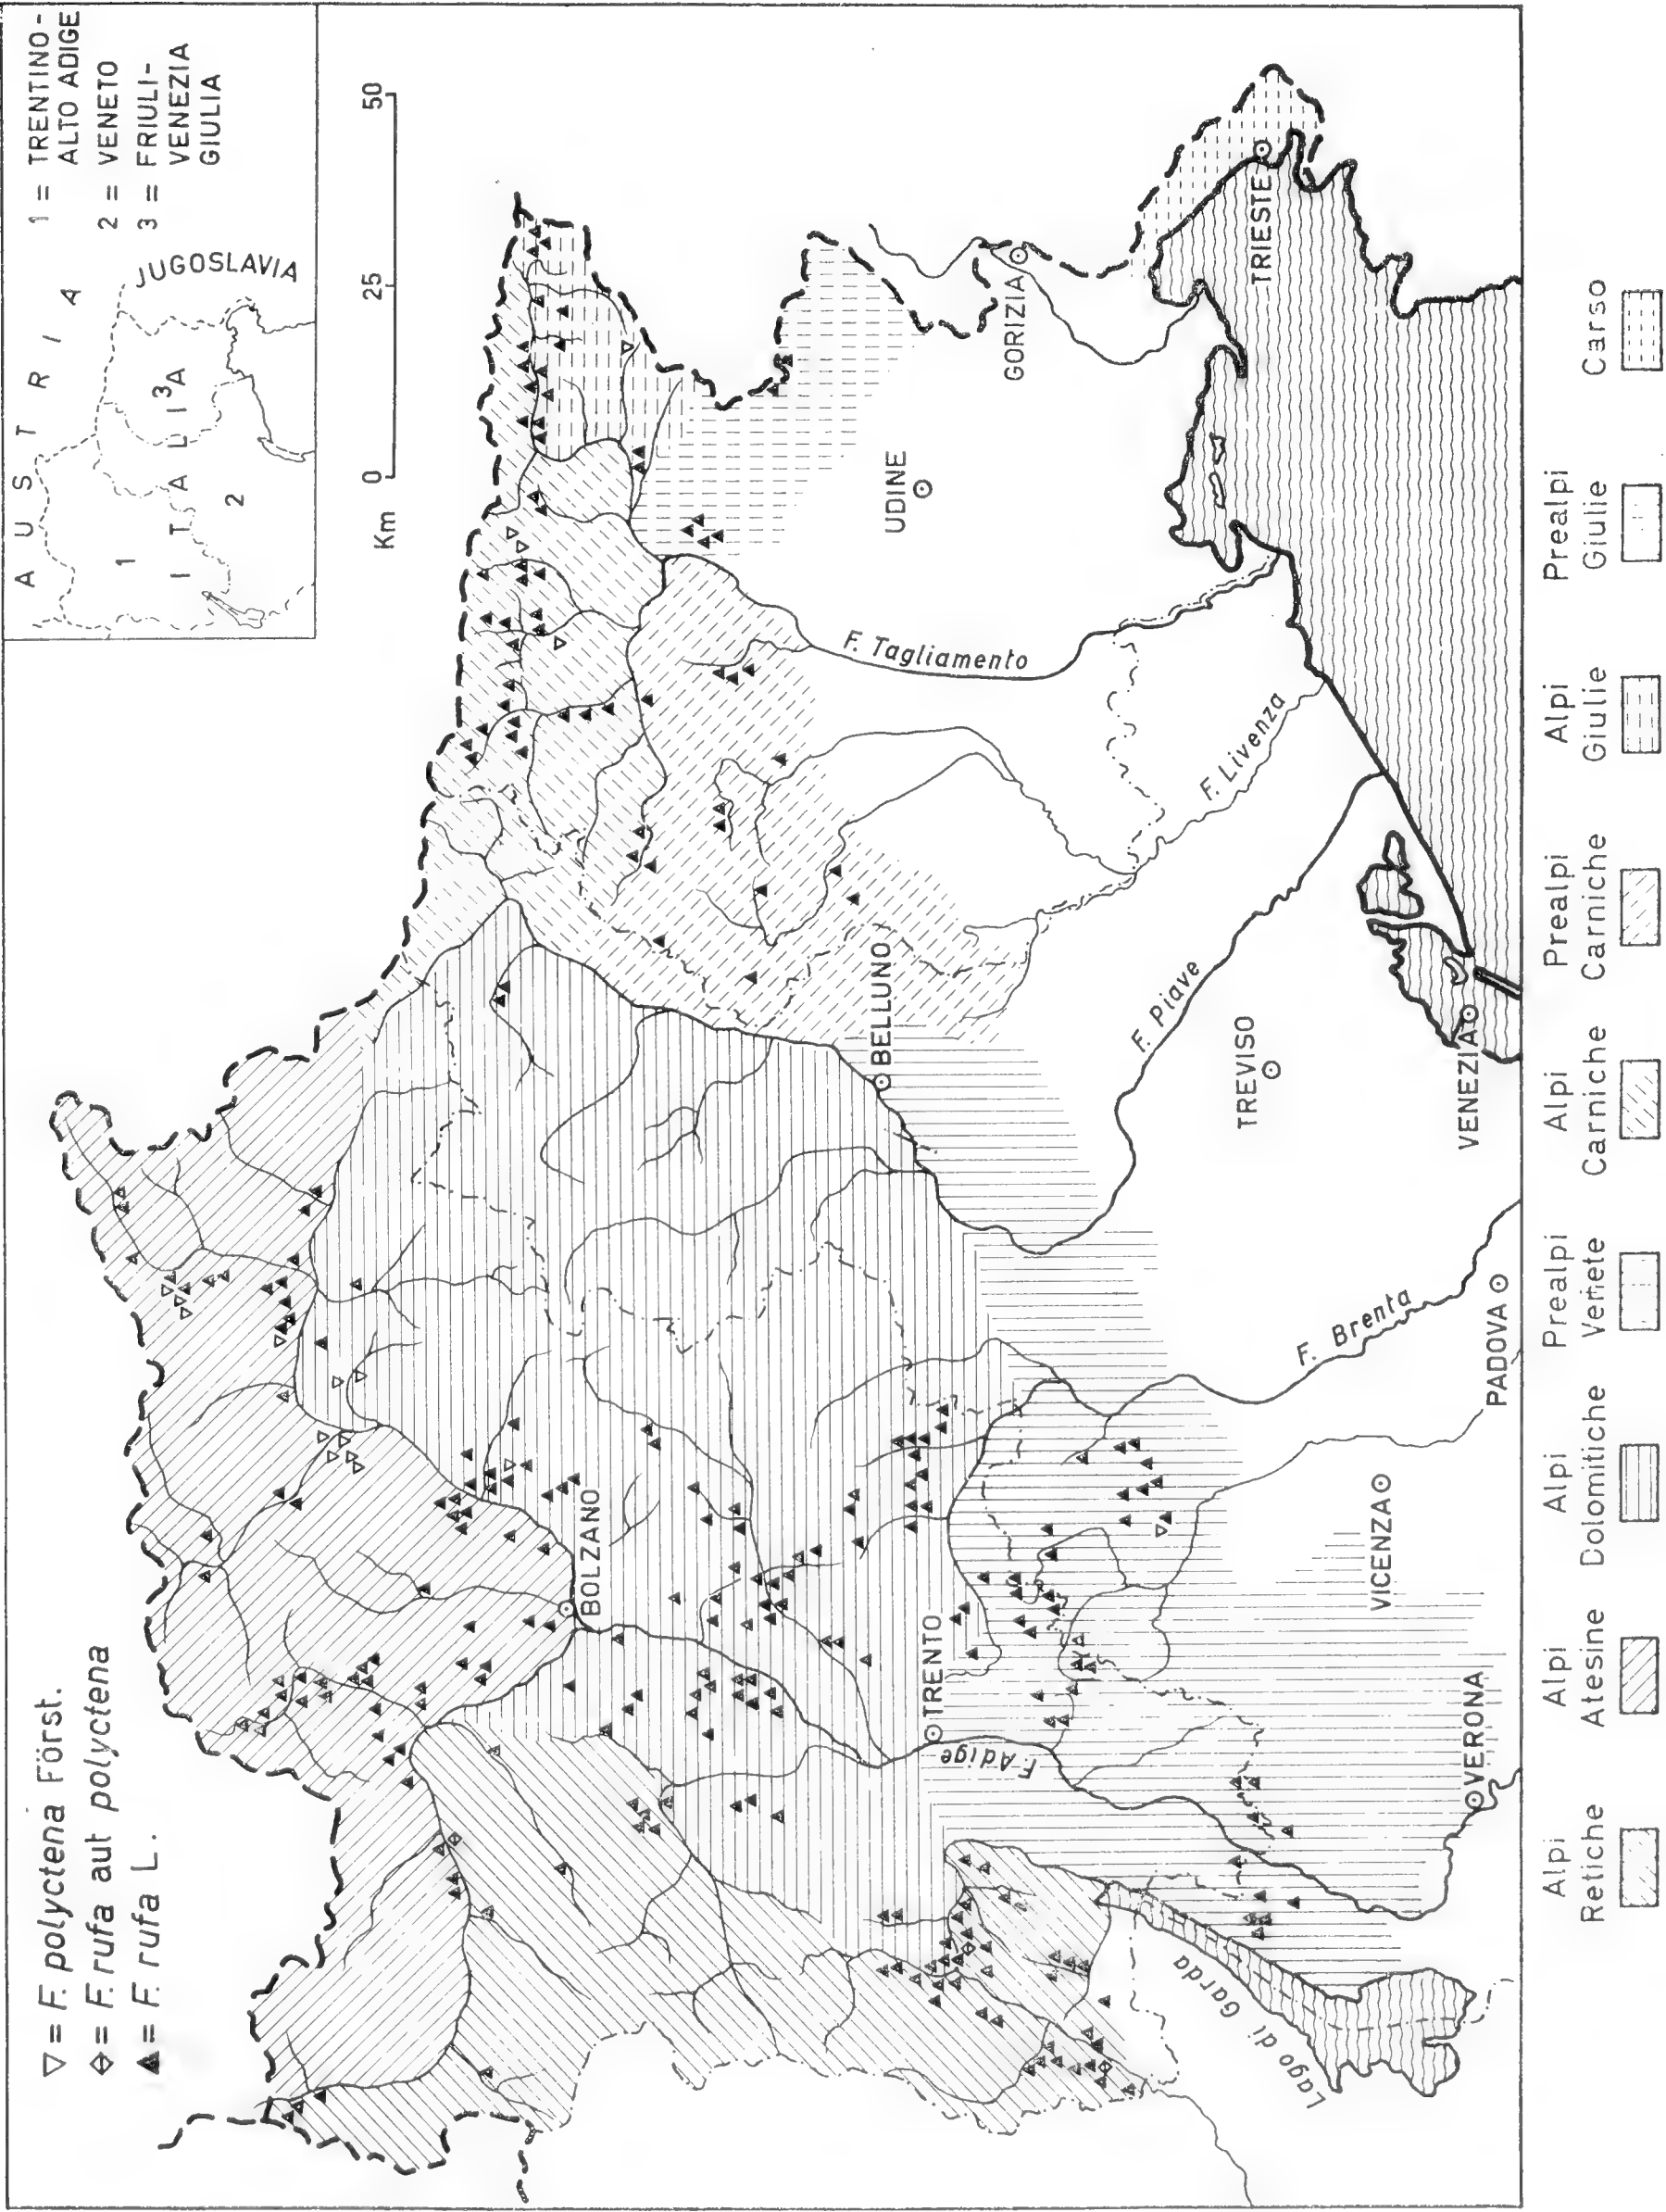 ▽ = F. polyctena Först.
= F. rufa aut polyctena
▲ = F. rufa L.
A U S T R I A
JUGOSLAVIA
I T A L I A
1
2
3
1 = TRENTINO-
ALTO ADIGE
2 = VENETO
3 = FRIULI-
VENEZIA
GIULIA
Km 0 25 50
BOLZANO
TRENTO
BELLUNO
UDINE
GORIZIA
TRIESTE
TREVISO
VENEZIA
VICENZA
PADOVA
VERONA
F. Tagliamento
F. Livenza
F. Piave
F. Brenta
F. Adige
Lago di Garda
Alpi
Retiche
Alpi
Atesine
Alpi
Dolomitiche
Prealpi
Venete
Alpi
Carniche
Prealpi
Carniche
Alpi
Giulie
Prealpi
Giulie
Carso